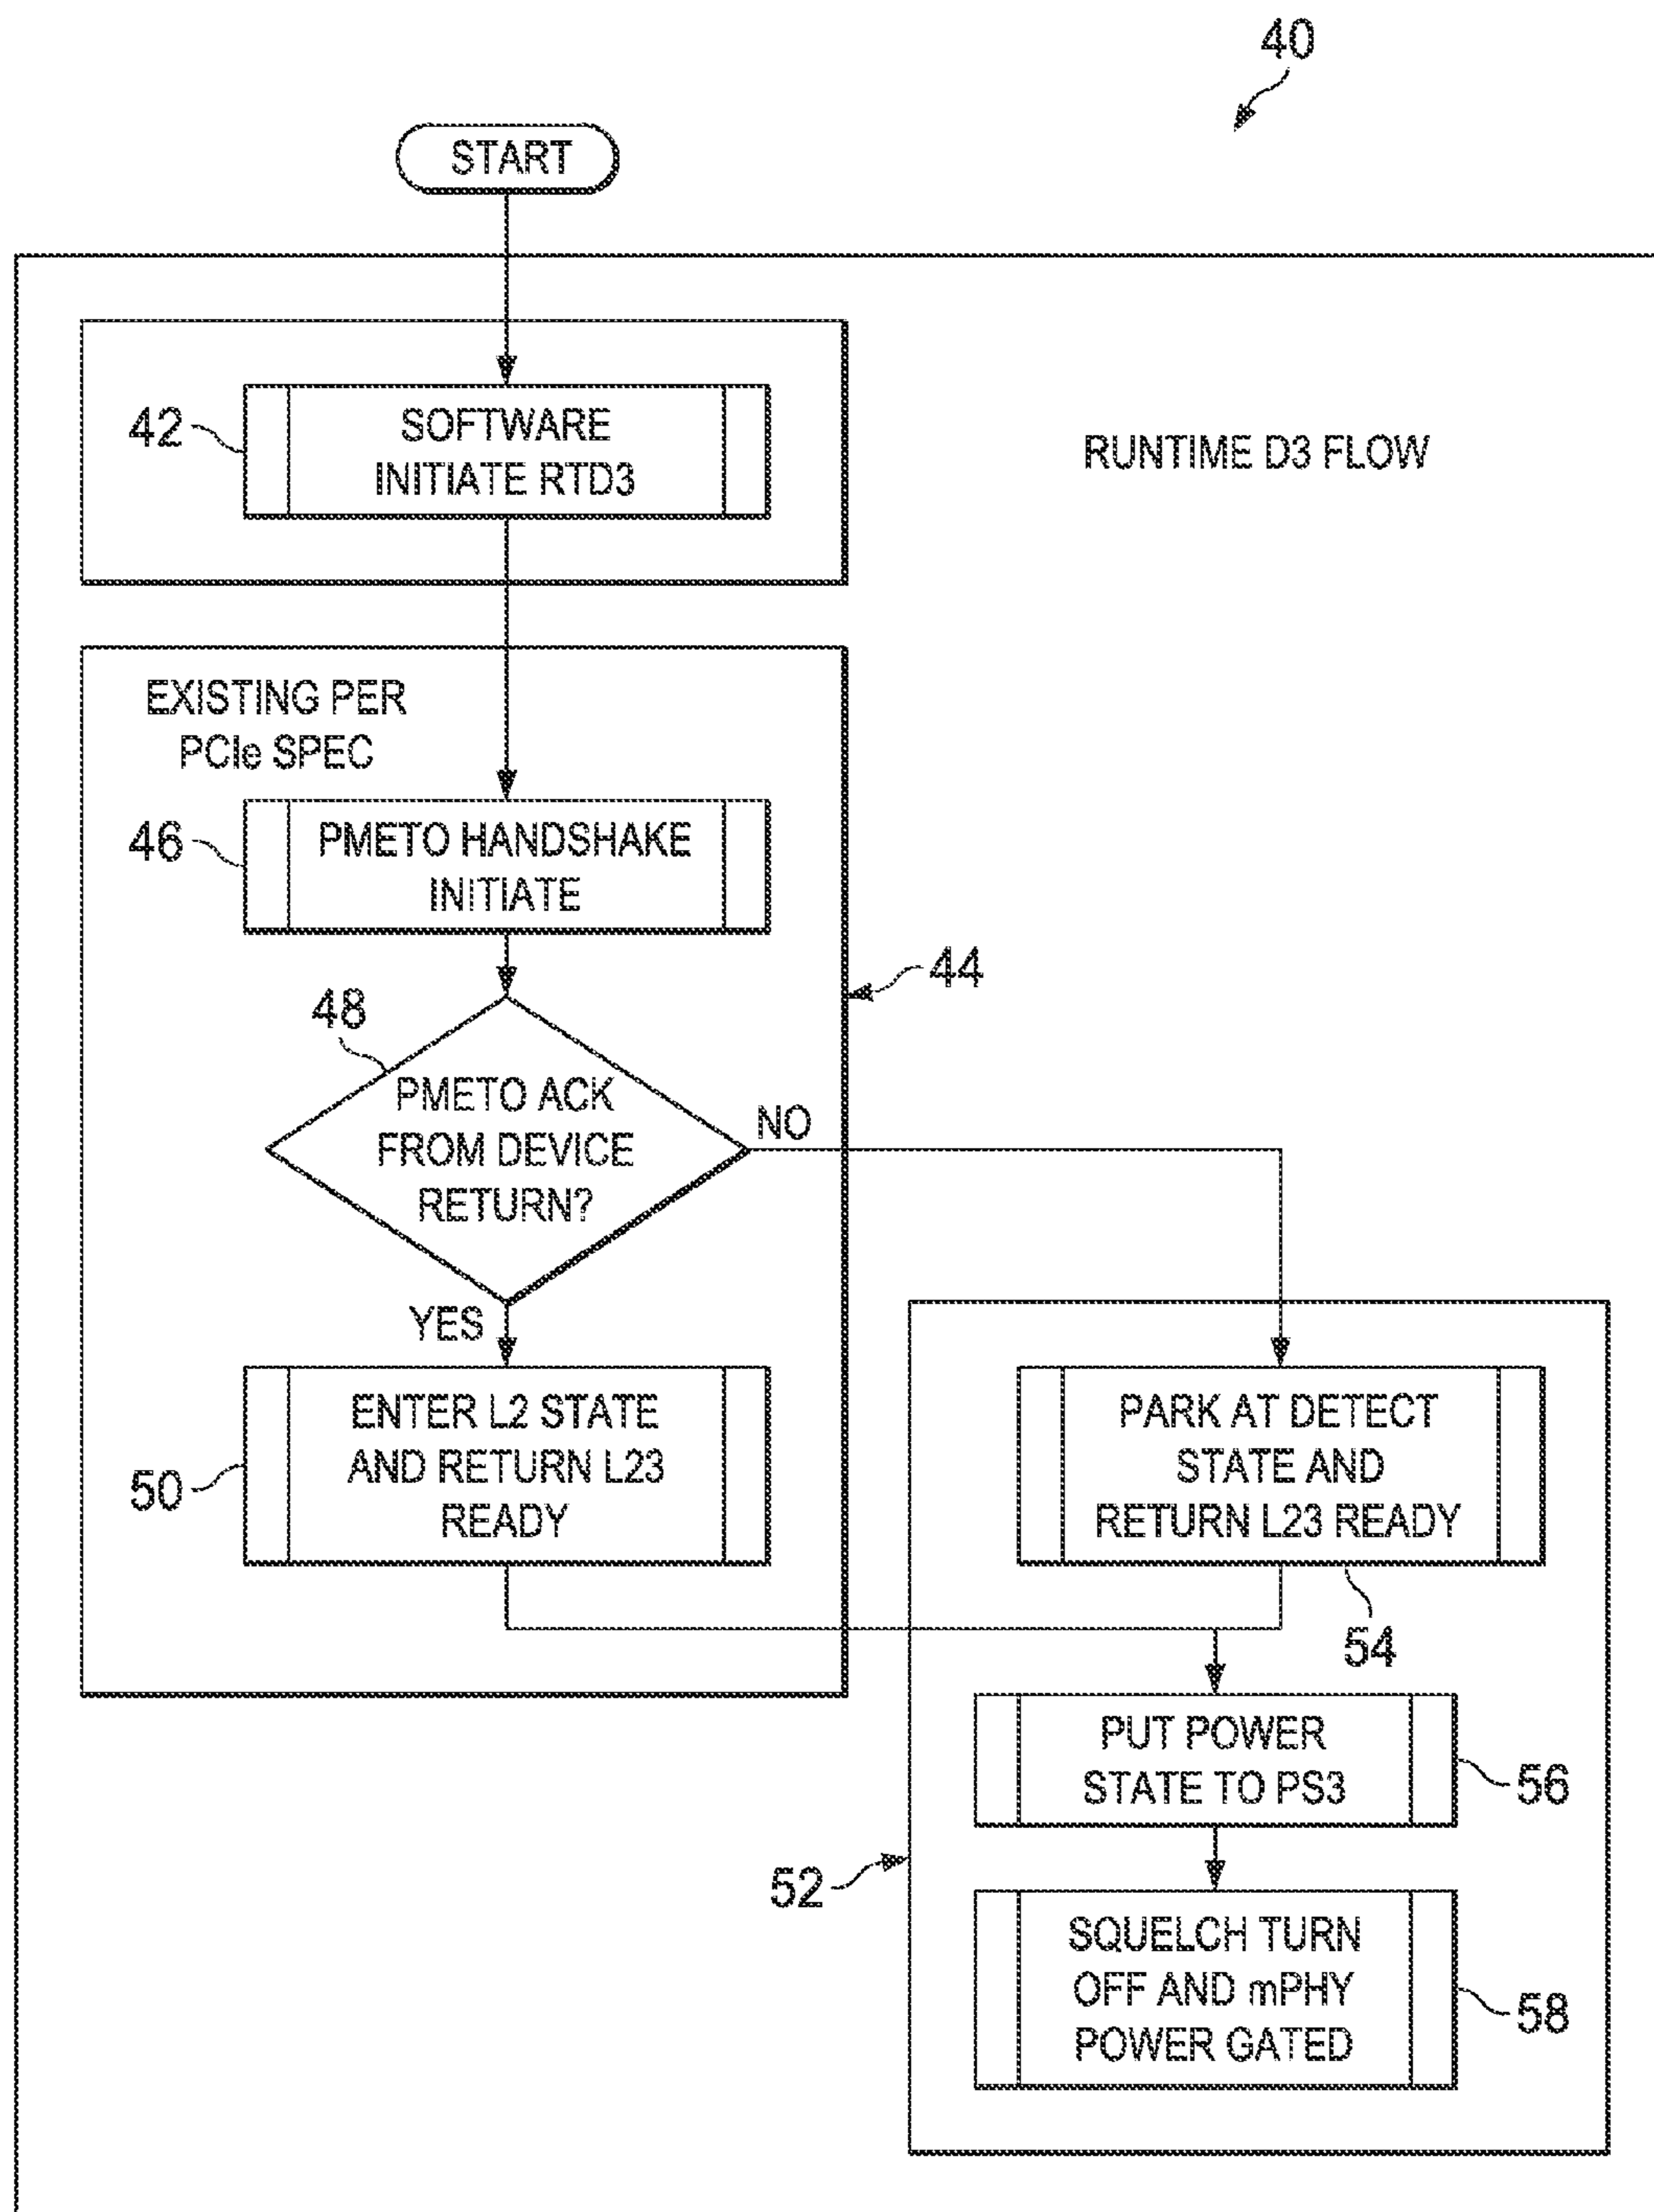 40
START
42
SOFTWARE
INITIATE RTD3
RUNTIME D3 FLOW
EXISTING PER
PCIe SPEC
46
PMETO HANDSHAKE
INITIATE
44
48
PMETO ACK
FROM DEVICE
RETURN?
NO
YES
50
ENTER L2 STATE
AND RETURN L23
READY
PARK AT DETECT
STATE AND
RETURN L23 READY
54
PUT POWER
STATE TO PS3
56
52
SQUELCH TURN
OFF AND mPHY
POWER GATED
58